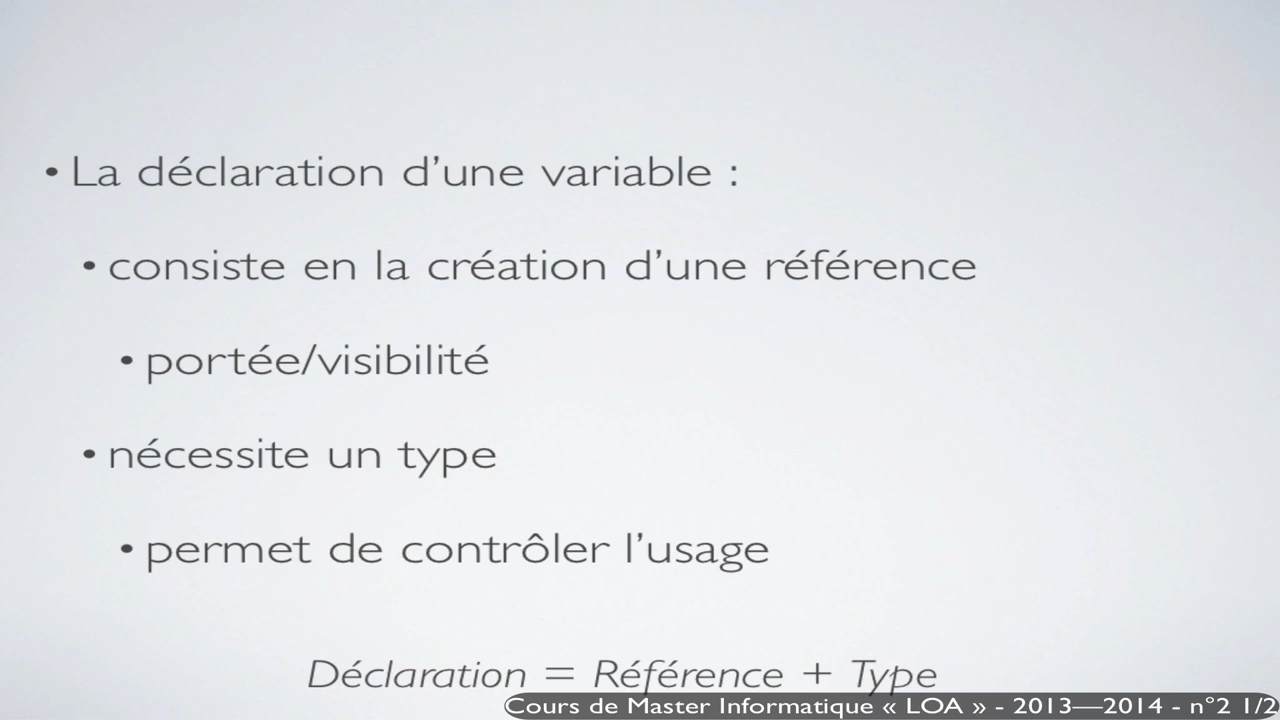 • La déclaration d’une variable :
• consiste en la création d’une référence
• portée/visibilité
• nécessite un type
• permet de contrôler l’usage
Déclaration = Référence + Type
Cours de Master Informatique « LOA » - 2013—2014 - n°2 1/2